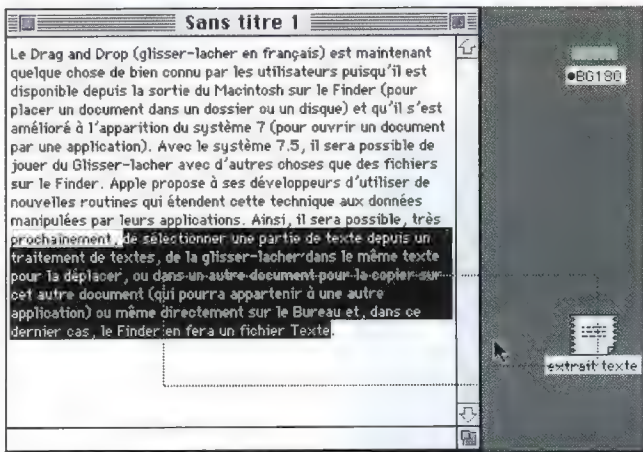 Sans titre 1
Le Drag and Drop (glisser-lacher en français) est maintenant
quelque chose de bien connu par les utilisateurs puisqu'il est
disponible depuis la sortie du Macintosh sur le Finder (pour
placer un document dans un dossier ou un disque) et qu'il s'est
amélioré à l'apparition du système 7 (pour ouvrir un document
par une application). Avec le système 7.5, il sera possible de
jouer du Glisser-lacher avec d'autres choses que des fichiers
sur le Finder. Apple propose à ses développeurs d'utiliser de
nouvelles routines qui étendent cette technique aux données
manipulées par leurs applications. Ainsi, il sera possible, très
prochainement, de sélectionner une partie de texte depuis un
traitement de textes, de la glisser-lacher dans le même texte
pour la déplacer, ou dans un autre document pour la copier sur
cet autre document (qui pourra appartenir à une autre
application) ou même directement sur le Bureau et, dans ce
dernier cas, le Finder en fera un fichier Texte.
●BG180
extrait texte